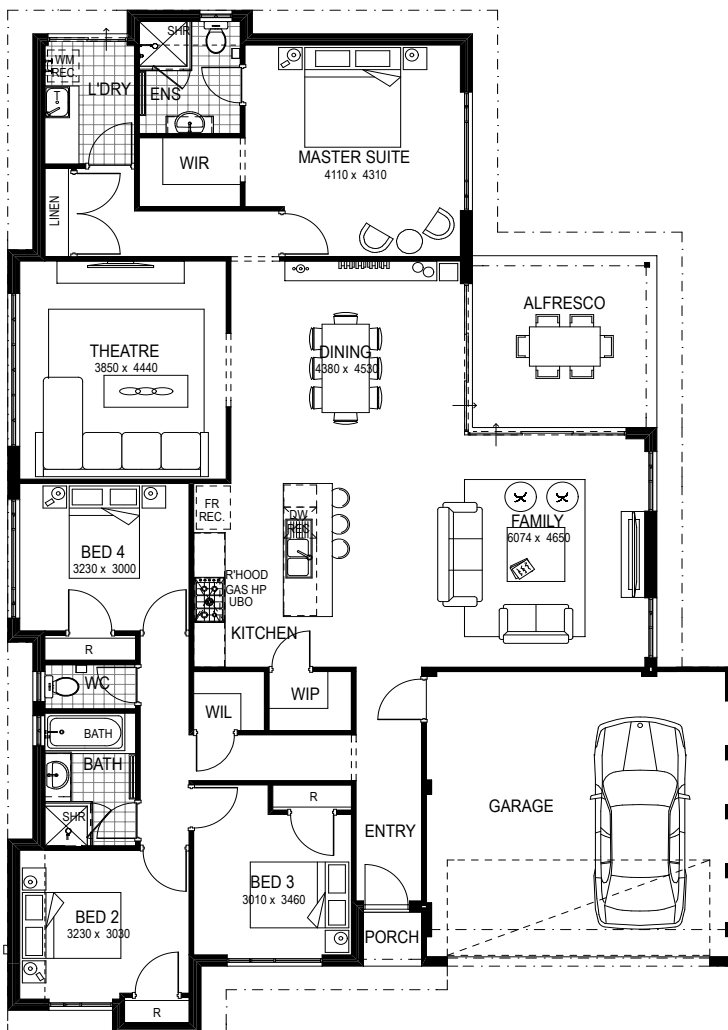 SHR
WM
REC.
L'DRY
ENS
WIR
MASTER SUITE
4110 x 4310
LINEN
ALFRESCO
THEATRE
3850 x 4440
DINING
4380 x 4530
FR
REC.
DW
RES
FAMILY
6074 x 4650
BED 4
3230 x 3000
R'HOOD
GAS HP
UBO
KITCHEN
R
WC
WIL
WIP
BATH
BATH
SHR
R
GARAGE
ENTRY
BED 3
3010 x 3460
BED 2
3230 x 3030
PORCH
R